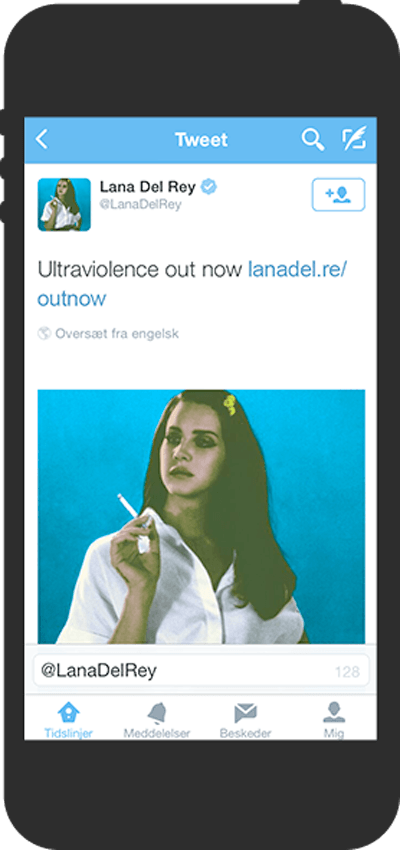 Tweet
Lana Del Rey
@LanaDelRey
Ultraviolence out now lanadel.re/
outnow
Oversæt fra engelsk
@LanaDelRey 128
Tidslinjer Meddelelser Beskeder Mig